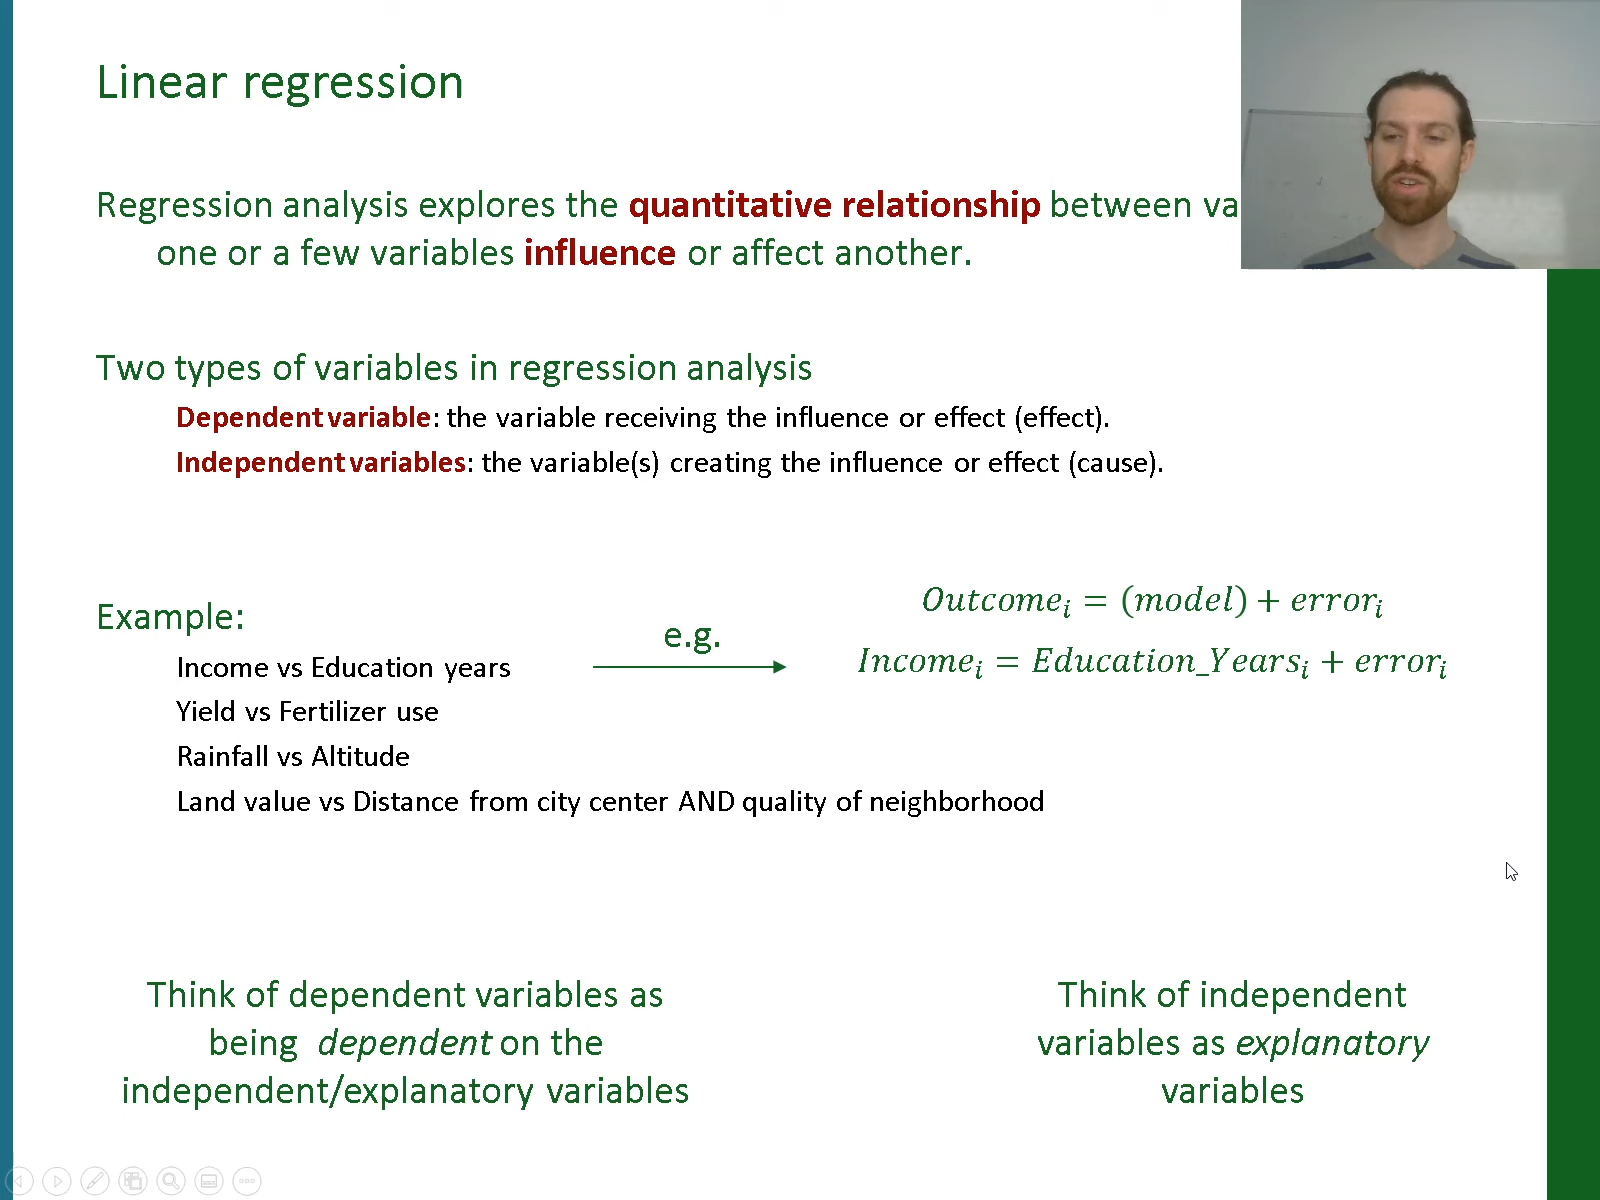 Linear regression
Regression analysis explores the quantitative relationship between
one or a few variables influence or affect another.
Two types of variables in regression analysis
Dependent variable: the variable receiving the influence or effect (effect).
Independent variables: the variable(s) creating the influence or effect (cause).
Example:
Income vs Education years
Yield vs Fertilizer use
Rainfall vs Altitude
Land value vs Distance from city center AND quality of neighborhood
e.g.
Outcomeᵢ = (model) + errorᵢ
Incomeᵢ = Education_Yearsᵢ + errorᵢ
Think of dependent variables as
being dependent on the
independent/explanatory variables
Think of independent
variables as explanatory
variables